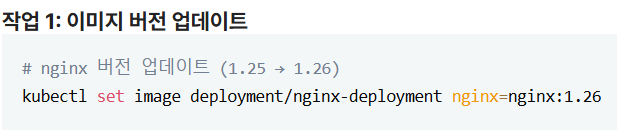 작업 1: 이미지 버전 업데이트
# nginx 버전 업데이트 (1.25 → 1.26)
kubectl set image deployment/nginx-deployment nginx=nginx:1.26